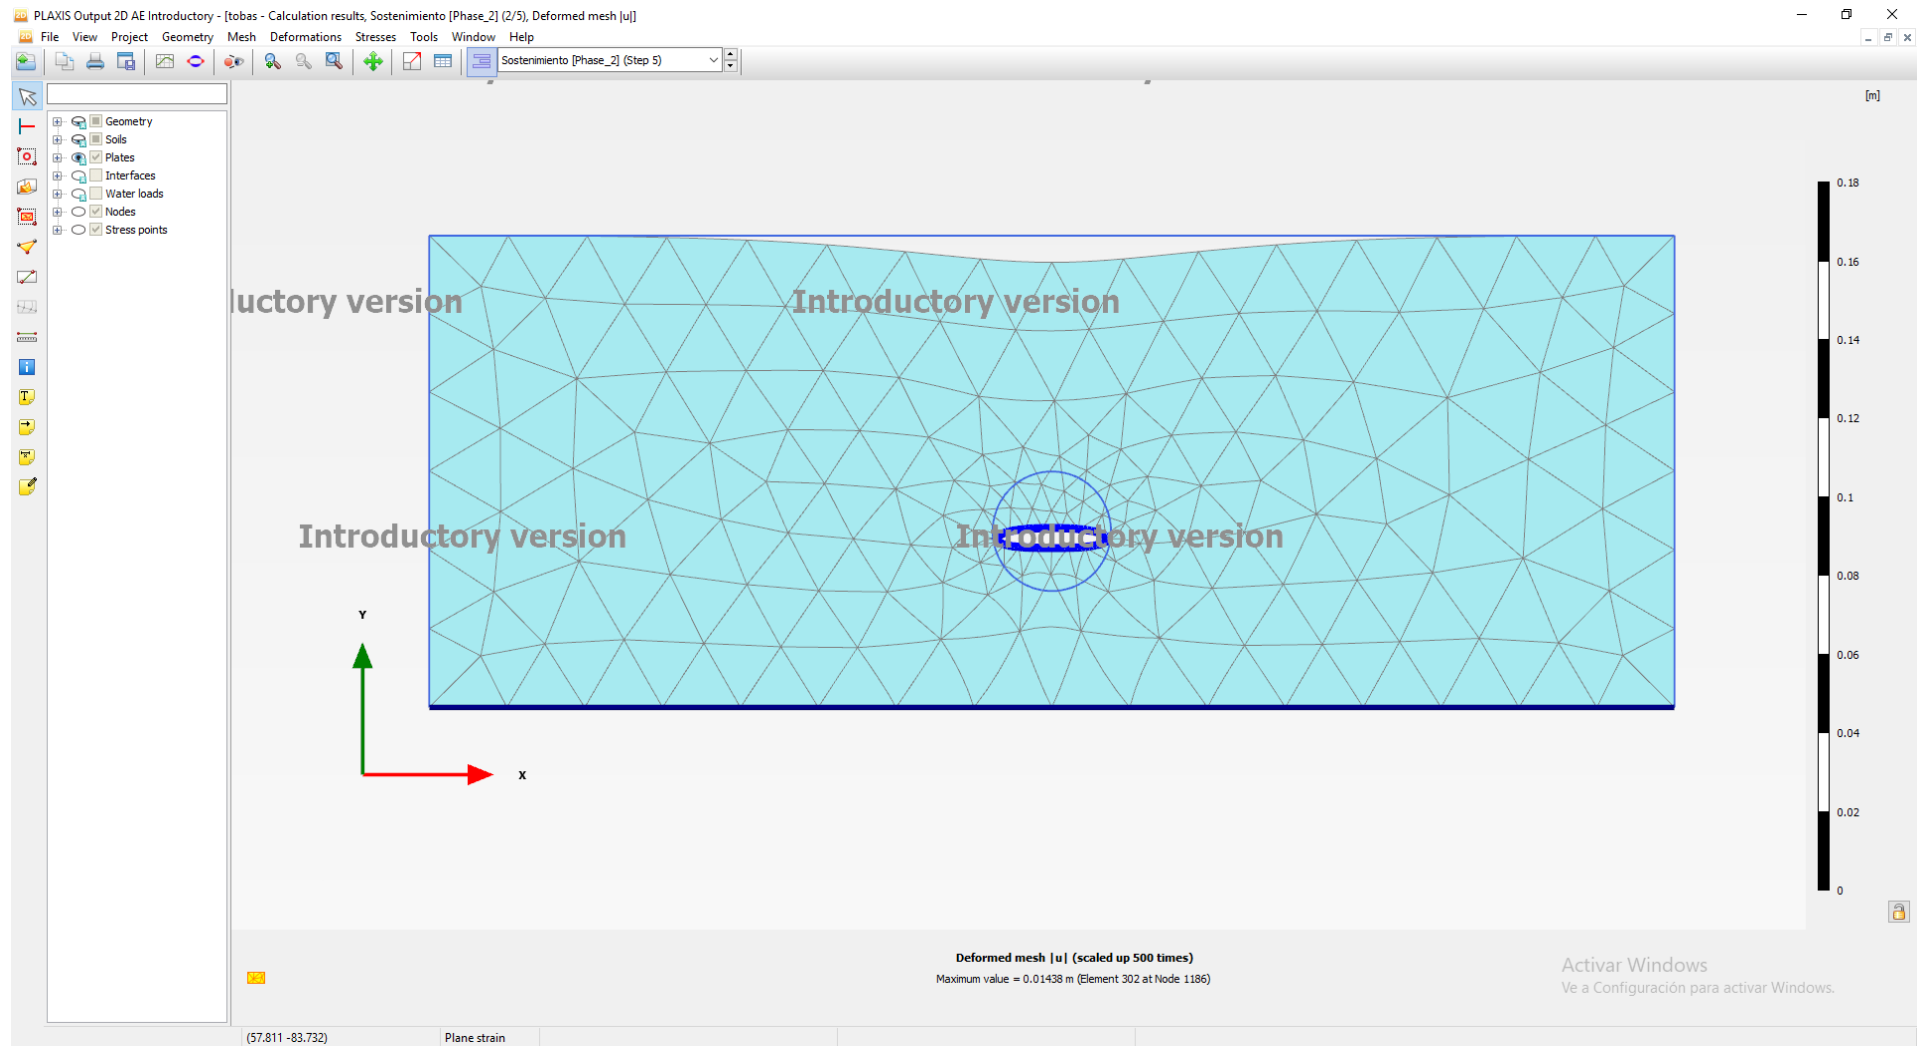 PLAXIS Output 2D AE Introductory - [tobas - Calculation results, Sostenimiento [Phase_2] (2/5), Deformed mesh |u|]
File View Project Geometry Mesh Deformations Stresses Tools Window Help
Sostenimiento [Phase_2] (Step 5)
Geometry
Soils
Plates
Interfaces
Water loads
Nodes
Stress points
[m]
0.18
0.16
0.14
0.12
0.1
0.08
0.06
0.04
0.02
0
ductory version
Introductory version
Introductory version
Introductory version
Y
X
Deformed mesh |u| (scaled up 500 times)
Maximum value = 0.01438 m (Element 302 at Node 1186)
Activar Windows
Ve a Configuración para activar Windows.
(57.811 -83.732)
Plane strain